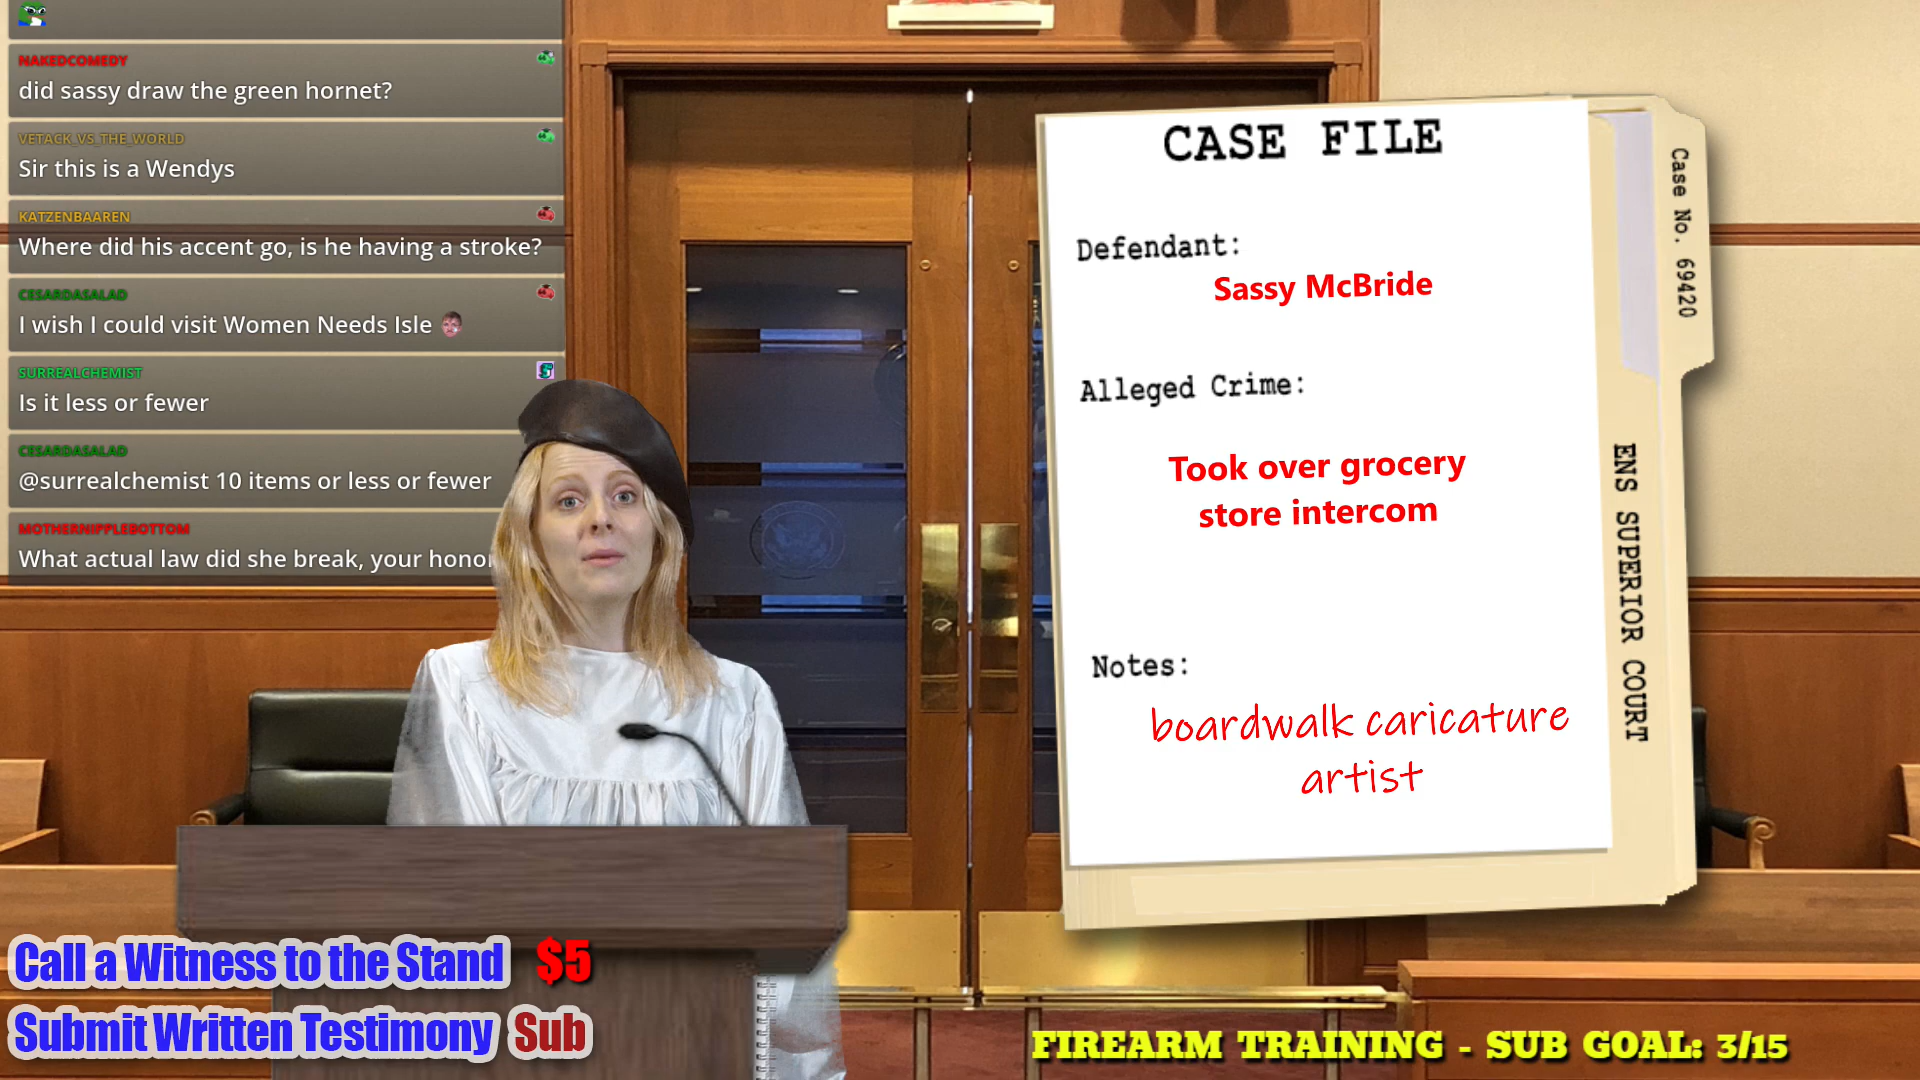 NAKEDCOMEDY
did sassy draw the green hornet?
VETACK_VS_THE_WORLD
Sir this is a Wendys
KATZENBAAREN
Where did his accent go, is he having a stroke?
CESARDASALAD
I wish I could visit Women Needs Isle
SURREALCHEMIST
Is it less or fewer
CESARDASALAD
@surrealchemist 10 items or less or fewer
MOTHERNIPPLEBOTTOM
What actual law did she break, your honor
CASE FILE
Defendant:
Sassy McBride
Alleged Crime:
Took over grocery
store intercom
Notes:
boardwalk caricature
artist
Case No. 69420
ENS SUPERIOR COURT
Call a Witness to the Stand $5
Submit Written Testimony Sub
FIREARM TRAINING - SUB GOAL: 3/15